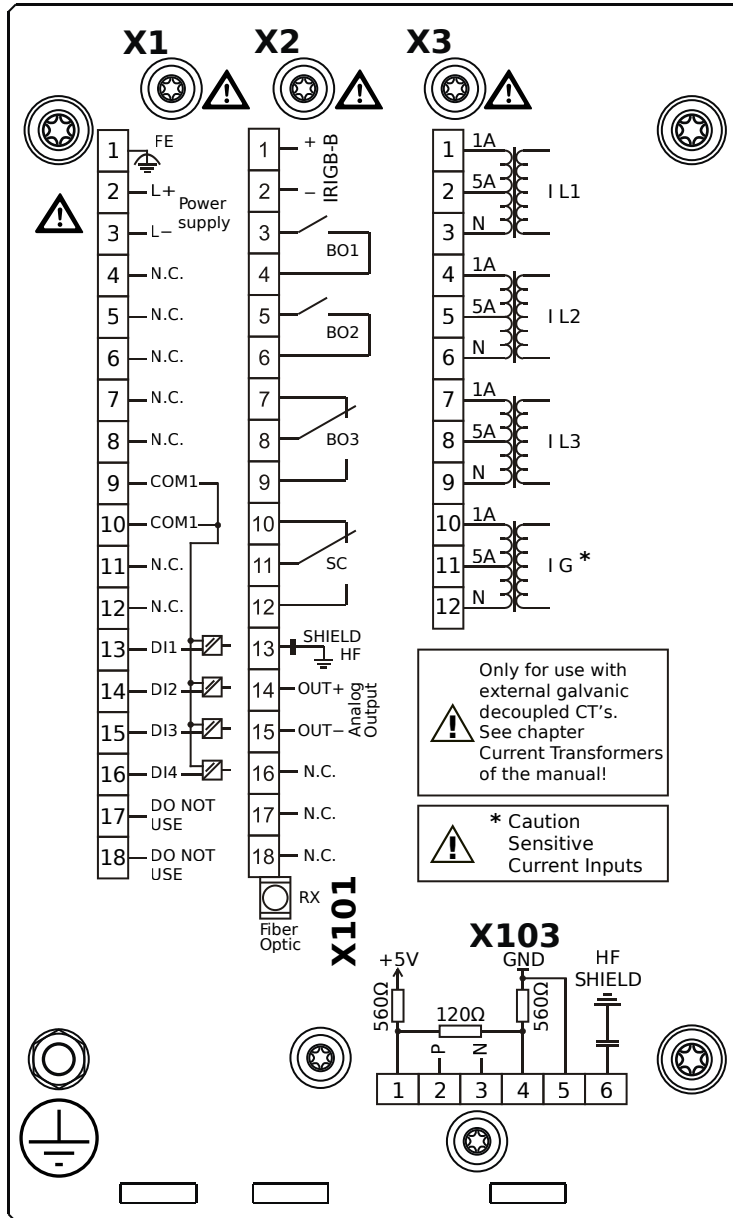 X1
X2
X3
1 FE
2 L+
3 L−
Power
supply
4 N.C.
5 N.C.
6 N.C.
7 N.C.
8 N.C.
9 COM1
10 COM1
11 N.C.
12 N.C.
13 DI1
14 DI2
15 DI3
16 DI4
17 DO NOT
USE
18 DO NOT
USE
1 +
2 −
IRIGB-B
3
4
BO1
5
6
BO2
7
8
9
BO3
10
11
12
SC
13 SHIELD
HF
14 OUT+
15 OUT−
Analog
Output
16 N.C.
17 N.C.
18 N.C.
RX
Fiber
Optic
X101
1 1A
2 5A
3 N
I L1
4 1A
5 5A
6 N
I L2
7 1A
8 5A
9 N
I L3
10 1A
11 5A
12 N
I G *
! Only for use with
external galvanic
decoupled CT's.
See chapter
Current Transformers
of the manual!
! * Caution
Sensitive
Current Inputs
X103
+5V
GND
HF
SHIELD
560Ω
120Ω
560Ω
P
N
1 2 3 4 5 6